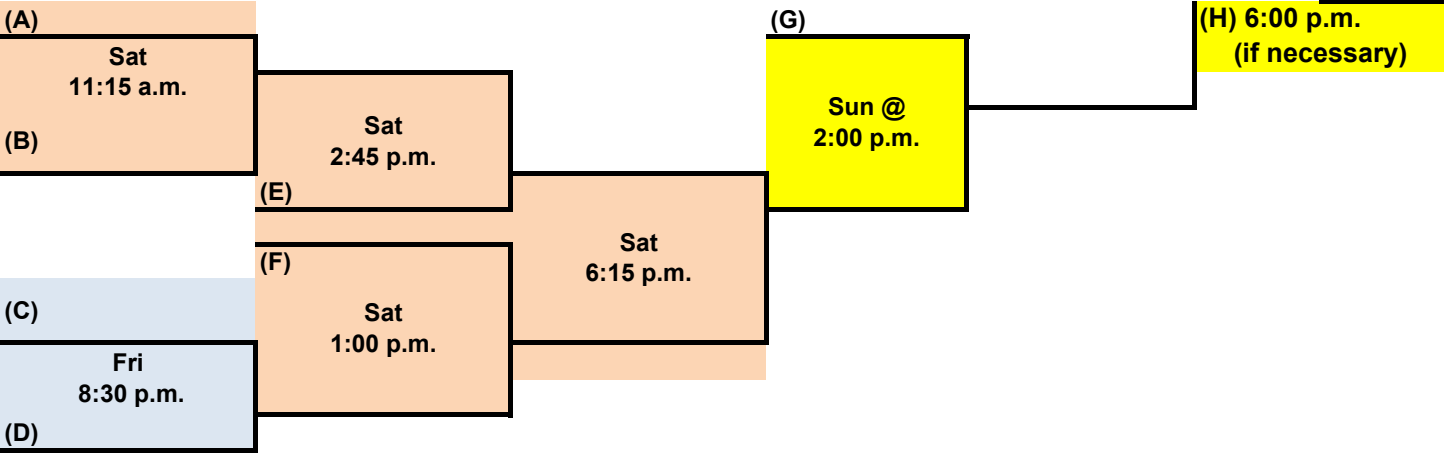 (A)
Sat
11:15 a.m.
(B)
(C)
Fri
8:30 p.m.
(D)
Sat
2:45 p.m.
(E)
(F)
Sat
1:00 p.m.
Sat
6:15 p.m.
(G)
Sun @
2:00 p.m.
(H) 6:00 p.m.
(if necessary)